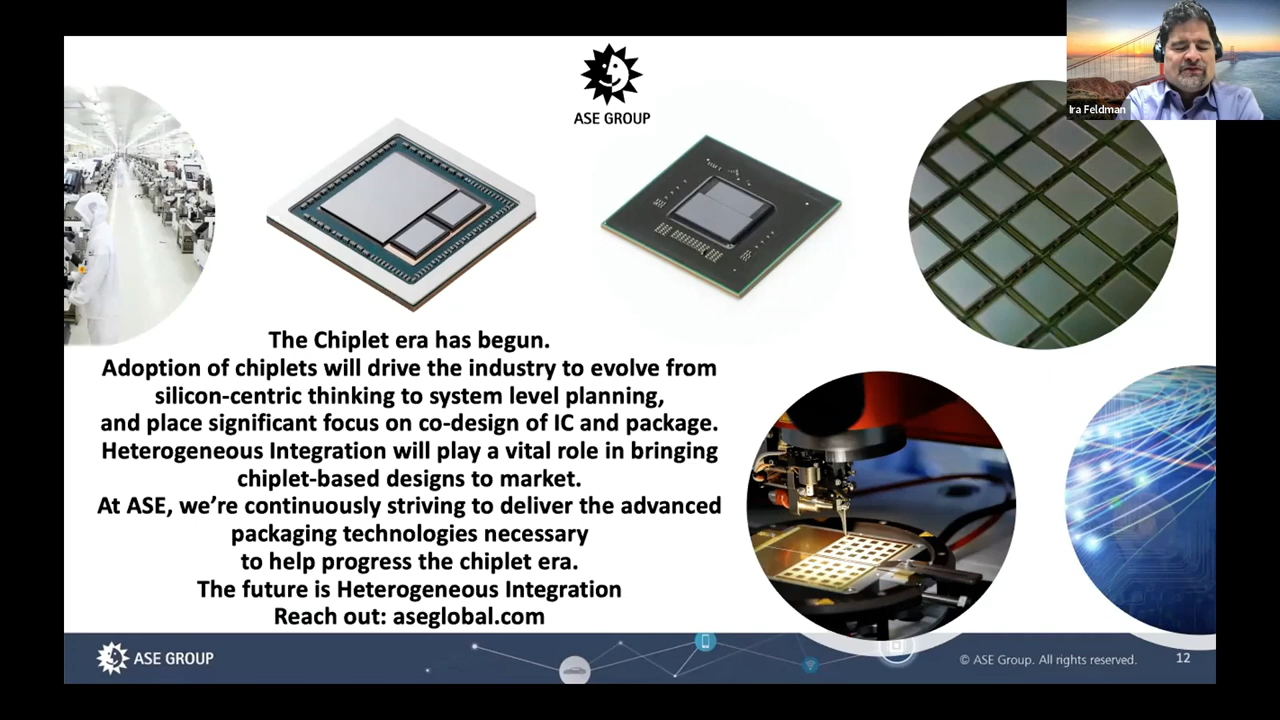 Ira Feldman
ASE GROUP
The Chiplet era has begun.
Adoption of chiplets will drive the industry to evolve from
silicon-centric thinking to system level planning,
and place significant focus on co-design of IC and package.
Heterogeneous Integration will play a vital role in bringing
chiplet-based designs to market.
At ASE, we’re continuously striving to deliver the advanced
packaging technologies necessary
to help progress the chiplet era.
The future is Heterogeneous Integration
Reach out: aseglobal.com
ASE GROUP
© ASE Group. All rights reserved.
12